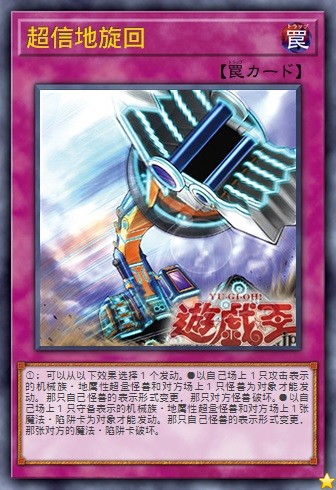 超信地旋回
トラップ
罠
【罠カード】
YU-GI-OH!
遊戯王
①：可以从以下效果选择１个发动。●以自己场上１只攻击表
示的机械族・地属性超量怪兽和对方场上１只怪兽为对象才能发
动。那只自己怪兽的表示形式变更，那只对方怪兽破坏。●以自
己场上１只守备表示的机械族・地属性超量怪兽和对方场上１张
魔法・陷阱卡为对象才能发动。那只自己怪兽的表示形式变更，
那张对方的魔法・陷阱卡破坏。